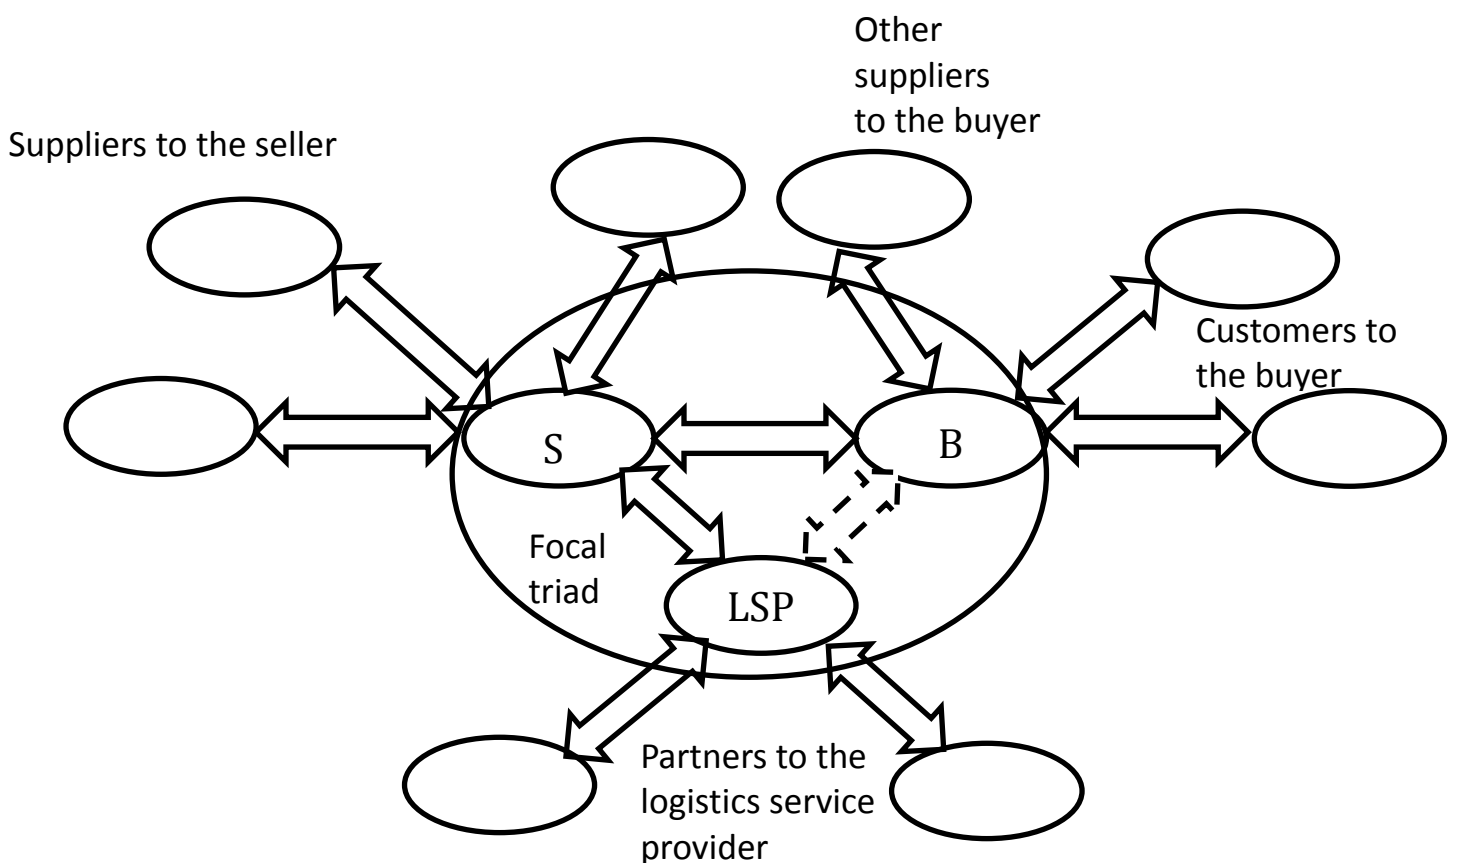 Other
suppliers
to the buyer
Suppliers to the seller
Customers to
the buyer
S
B
Focal
triad
LSP
Partners to the
logistics service
provider